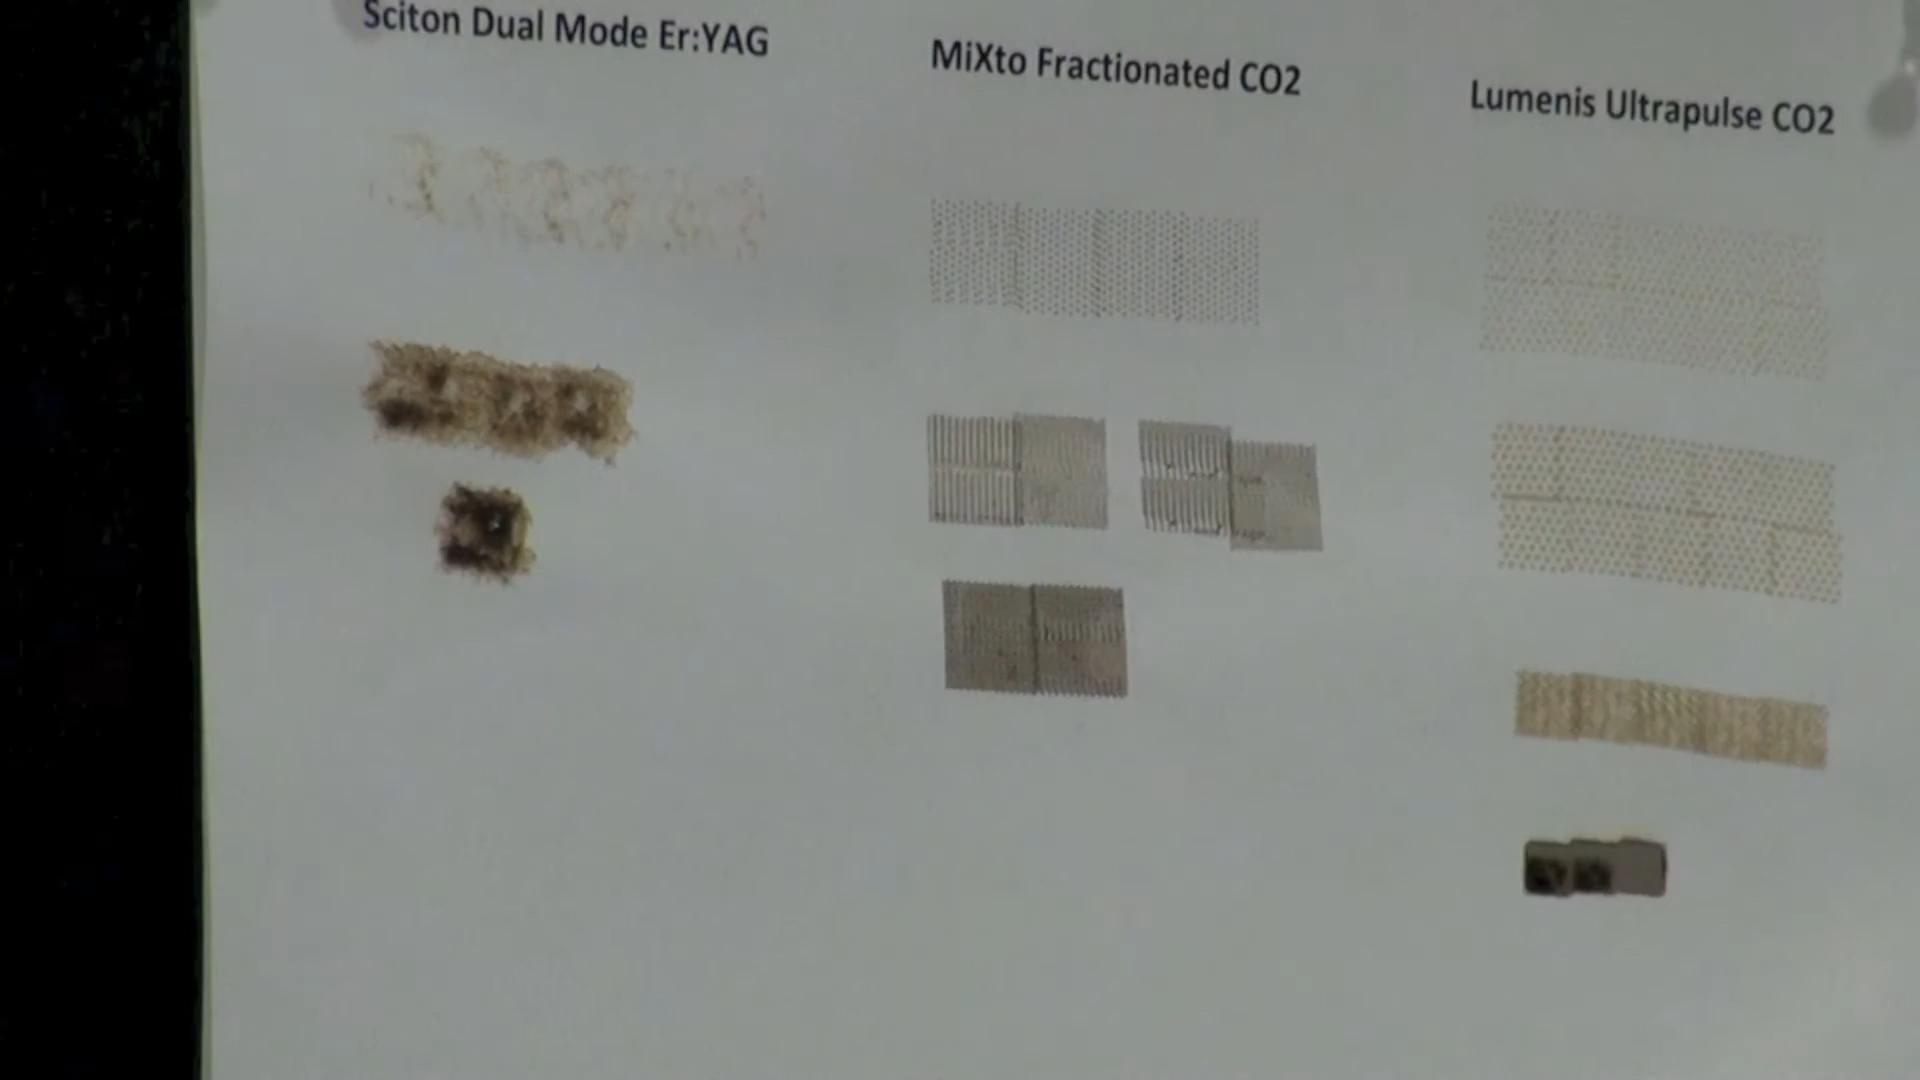 Sciton Dual Mode Er:YAG
MiXto Fractionated CO2
Lumenis Ultrapulse CO2